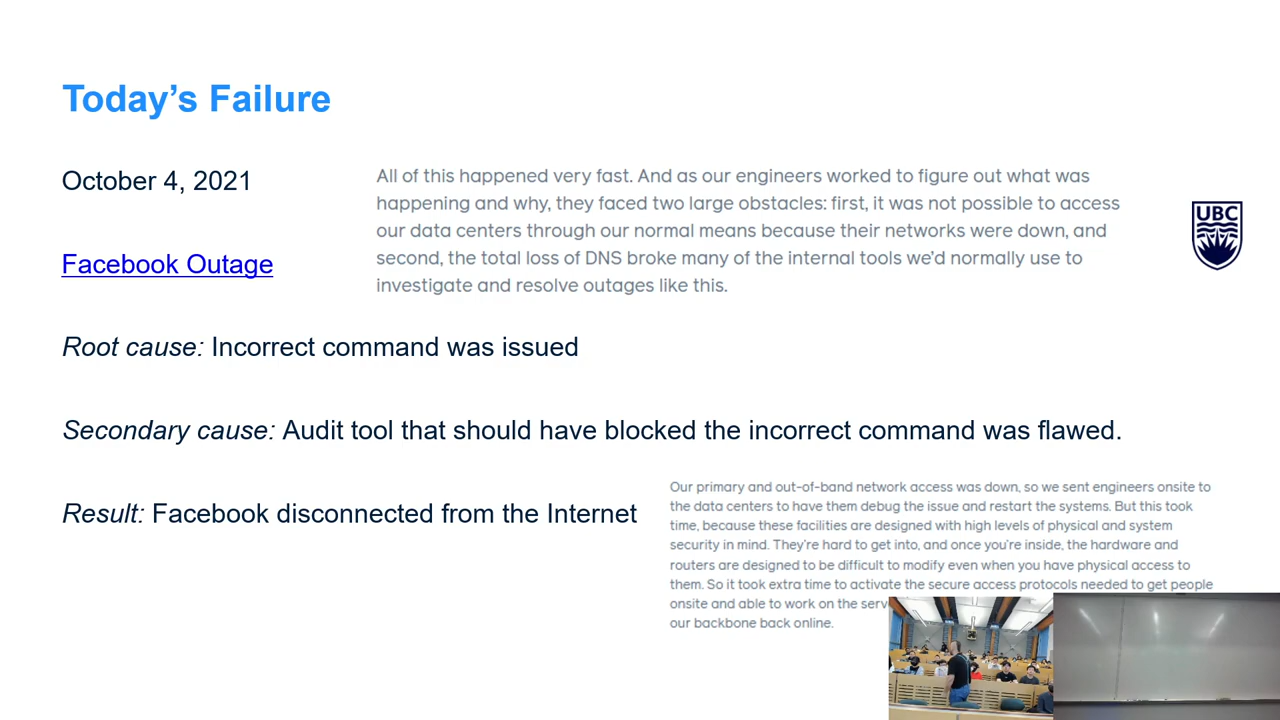 Today's Failure
October 4, 2021
All of this happened very fast. And as our engineers worked to figure out what was
happening and why, they faced two large obstacles: first, it was not possible to access
our data centers through our normal means because their networks were down, and
second, the total loss of DNS broke many of the internal tools we'd normally use to
investigate and resolve outages like this.
UBC
Facebook Outage
Root cause: Incorrect command was issued
Secondary cause: Audit tool that should have blocked the incorrect command was flawed.
Result: Facebook disconnected from the Internet
Our primary and out-of-band network access was down, so we sent engineers onsite to
the data centers to have them debug the issue and restart the systems. But this took
time, because these facilities are designed with high levels of physical and system
security in mind. They're hard to get into, and once you're inside, the hardware and
routers are designed to be difficult to modify even when you have physical access to
them. So it took extra time to activate the secure access protocols needed to get people
onsite and able to work on the
our backbone back online.